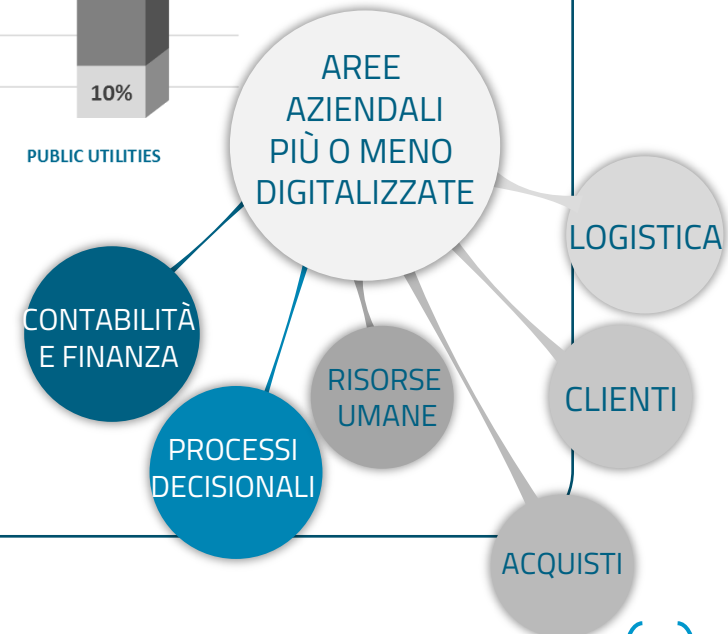 10%
PUBLIC UTILITIES
AREE
AZIENDALI
PIÙ O MENO
DIGITALIZZATE
LOGISTICA
CONTABILITÀ
E FINANZA
RISORSE
UMANE
CLIENTI
PROCESSI
DECISIONALI
ACQUISTI